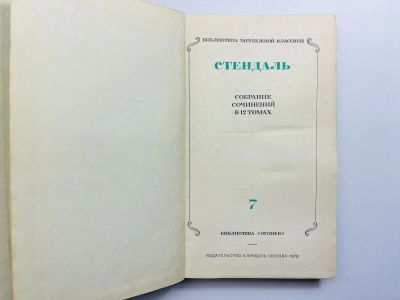 БИБЛИОТЕКА ЗАРУБЕЖНОЙ КЛАССИКИ
СТЕНДАЛЬ
СОБРАНИЕ
СОЧИНЕНИЙ
В 12 ТОМАХ
7
БИБЛИОТЕКА «ОГОНЕК»
ИЗДАТЕЛЬСТВО «ПРАВДА», МОСКВА · 1978